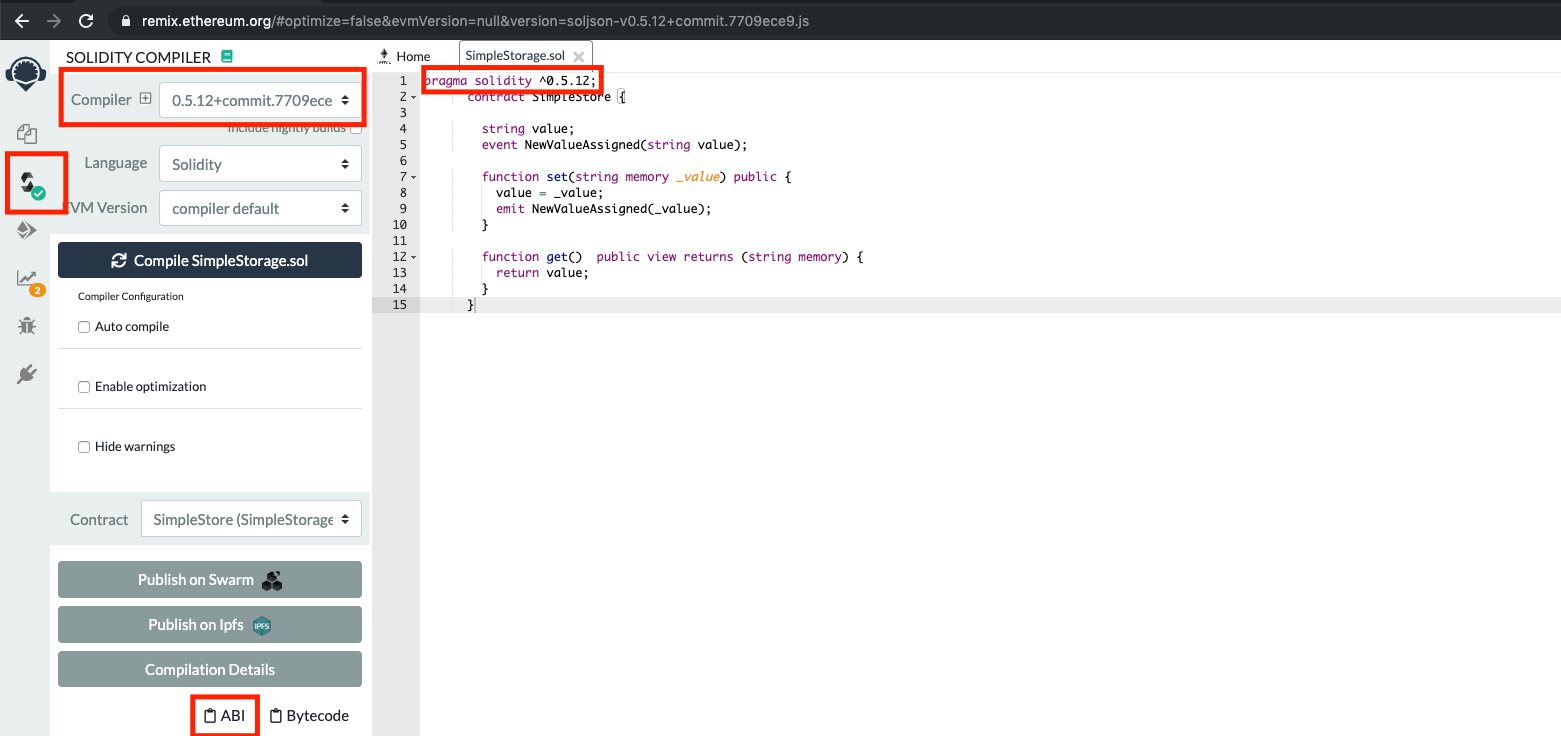 remix.ethereum.org/#optimize=false&evmVersion=null&version=soljson-v0.5.12+commit.7709ece9.js
SOLIDITY COMPILER
Compiler
0.5.12+commit.7709ece
Include nightly builds
Language
Solidity
EVM Version
compiler default
Compile SimpleStorage.sol
Compiler Configuration
Auto compile
Enable optimization
Hide warnings
Contract
SimpleStore (SimpleStorage
Publish on Swarm
Publish on Ipfs
IPFS
Compilation Details
ABI
Bytecode
2
Home
SimpleStorage.sol
1 pragma solidity ^0.5.12;
2 contract SimpleStore {
3
4 string value;
5 event NewValueAssigned(string value);
6
7 function set(string memory _value) public {
8 value = _value;
9 emit NewValueAssigned(_value);
10 }
11
12 function get()  public view returns (string memory) {
13 return value;
14 }
15 }